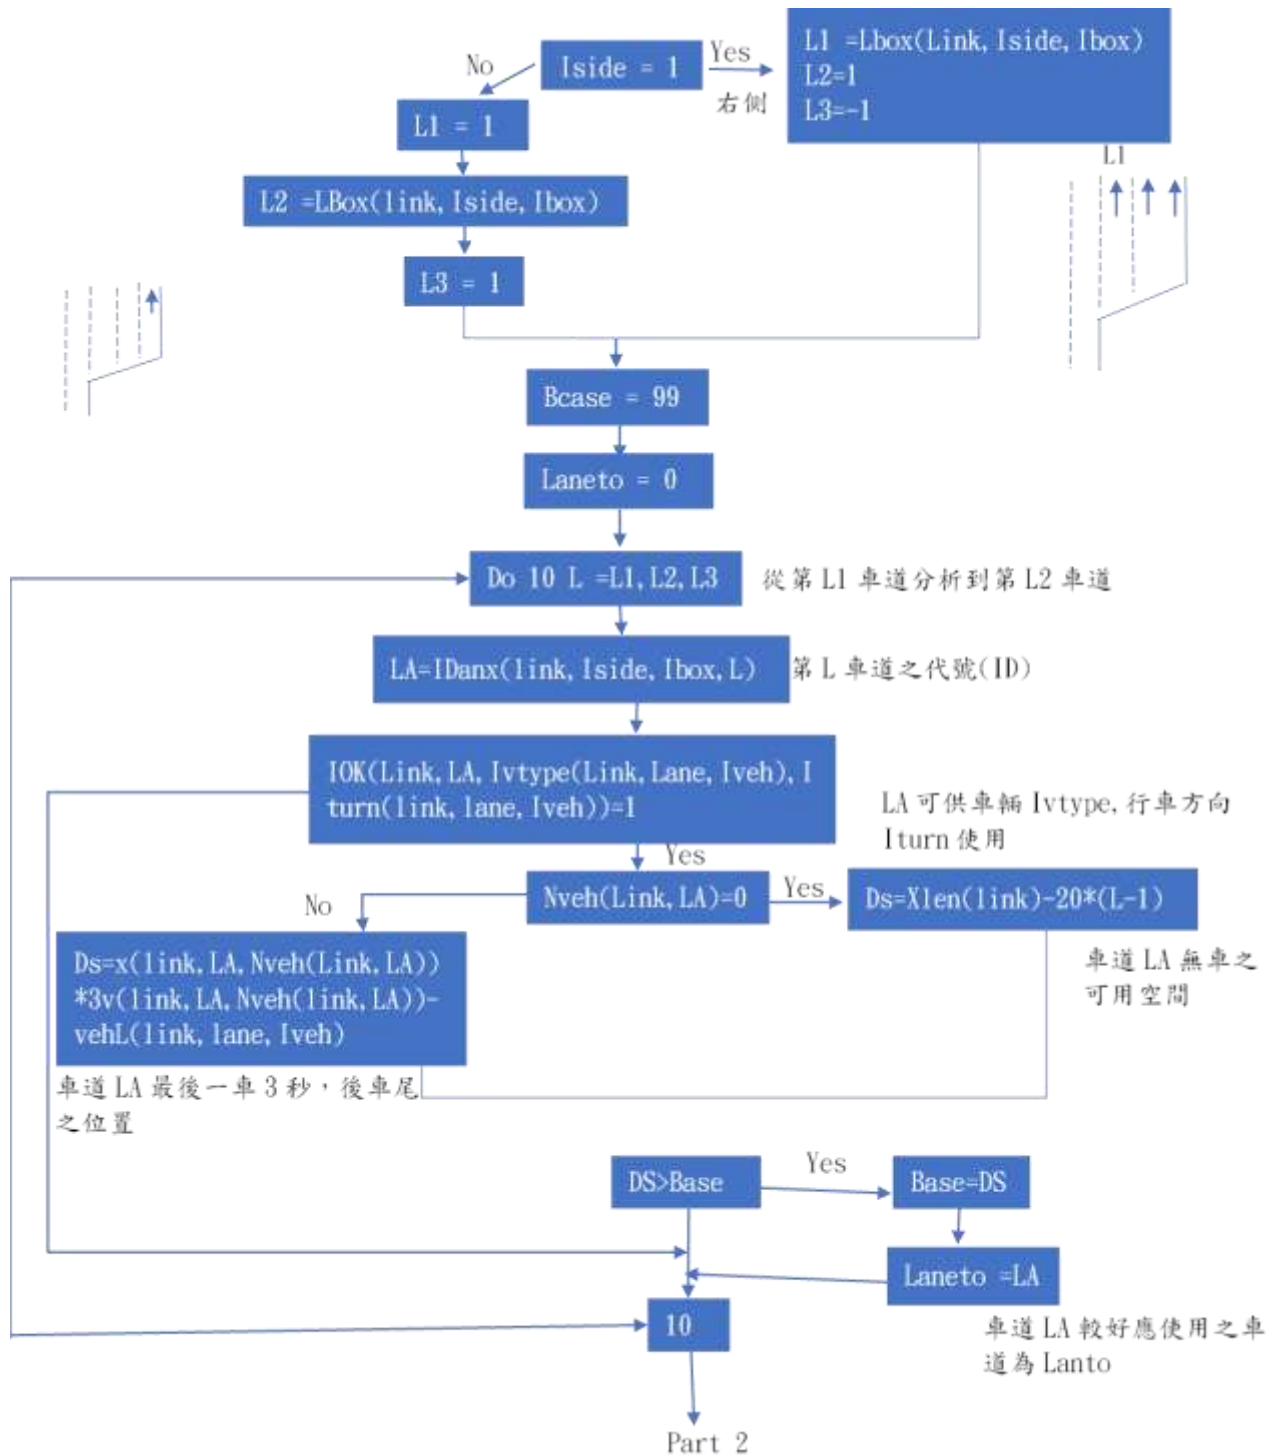 Iside = 1
Yes
No
右側
L1 =Lbox(Link,Iside,Ibox)
L2=1
L3=-1
L1 = 1
L1
L2 =LBox(link,Iside,Ibox)
L3 = 1
Bcase = 99
Laneto = 0
Do 10 L =L1,L2,L3
從第 L1 車道分析到第 L2 車道
LA=IDanx(link,Iside,Ibox,L)
第 L 車道之代號(ID)
IOK(Link,LA,Ivtype(Link,Lane,Iveh),I
turn(link,lane,Iveh))=1
LA 可供車輛 Ivtype,行車方向
Iturn 使用
Yes
Nveh(Link,LA)=0
Yes
Ds=Xlen(link)-20*(L-1)
No
Ds=x(link,LA,Nveh(Link,LA))
*3v(link,LA,Nveh(link,LA))-
vehL(link,lane,Iveh)
車道 LA 無車之
可用空間
車道 LA 最後一車 3 秒,後車尾
之位置
DS>Base
Yes
Base=DS
Laneto =LA
10
車道 LA 較好應使用之車
道為 Lanto
Part 2